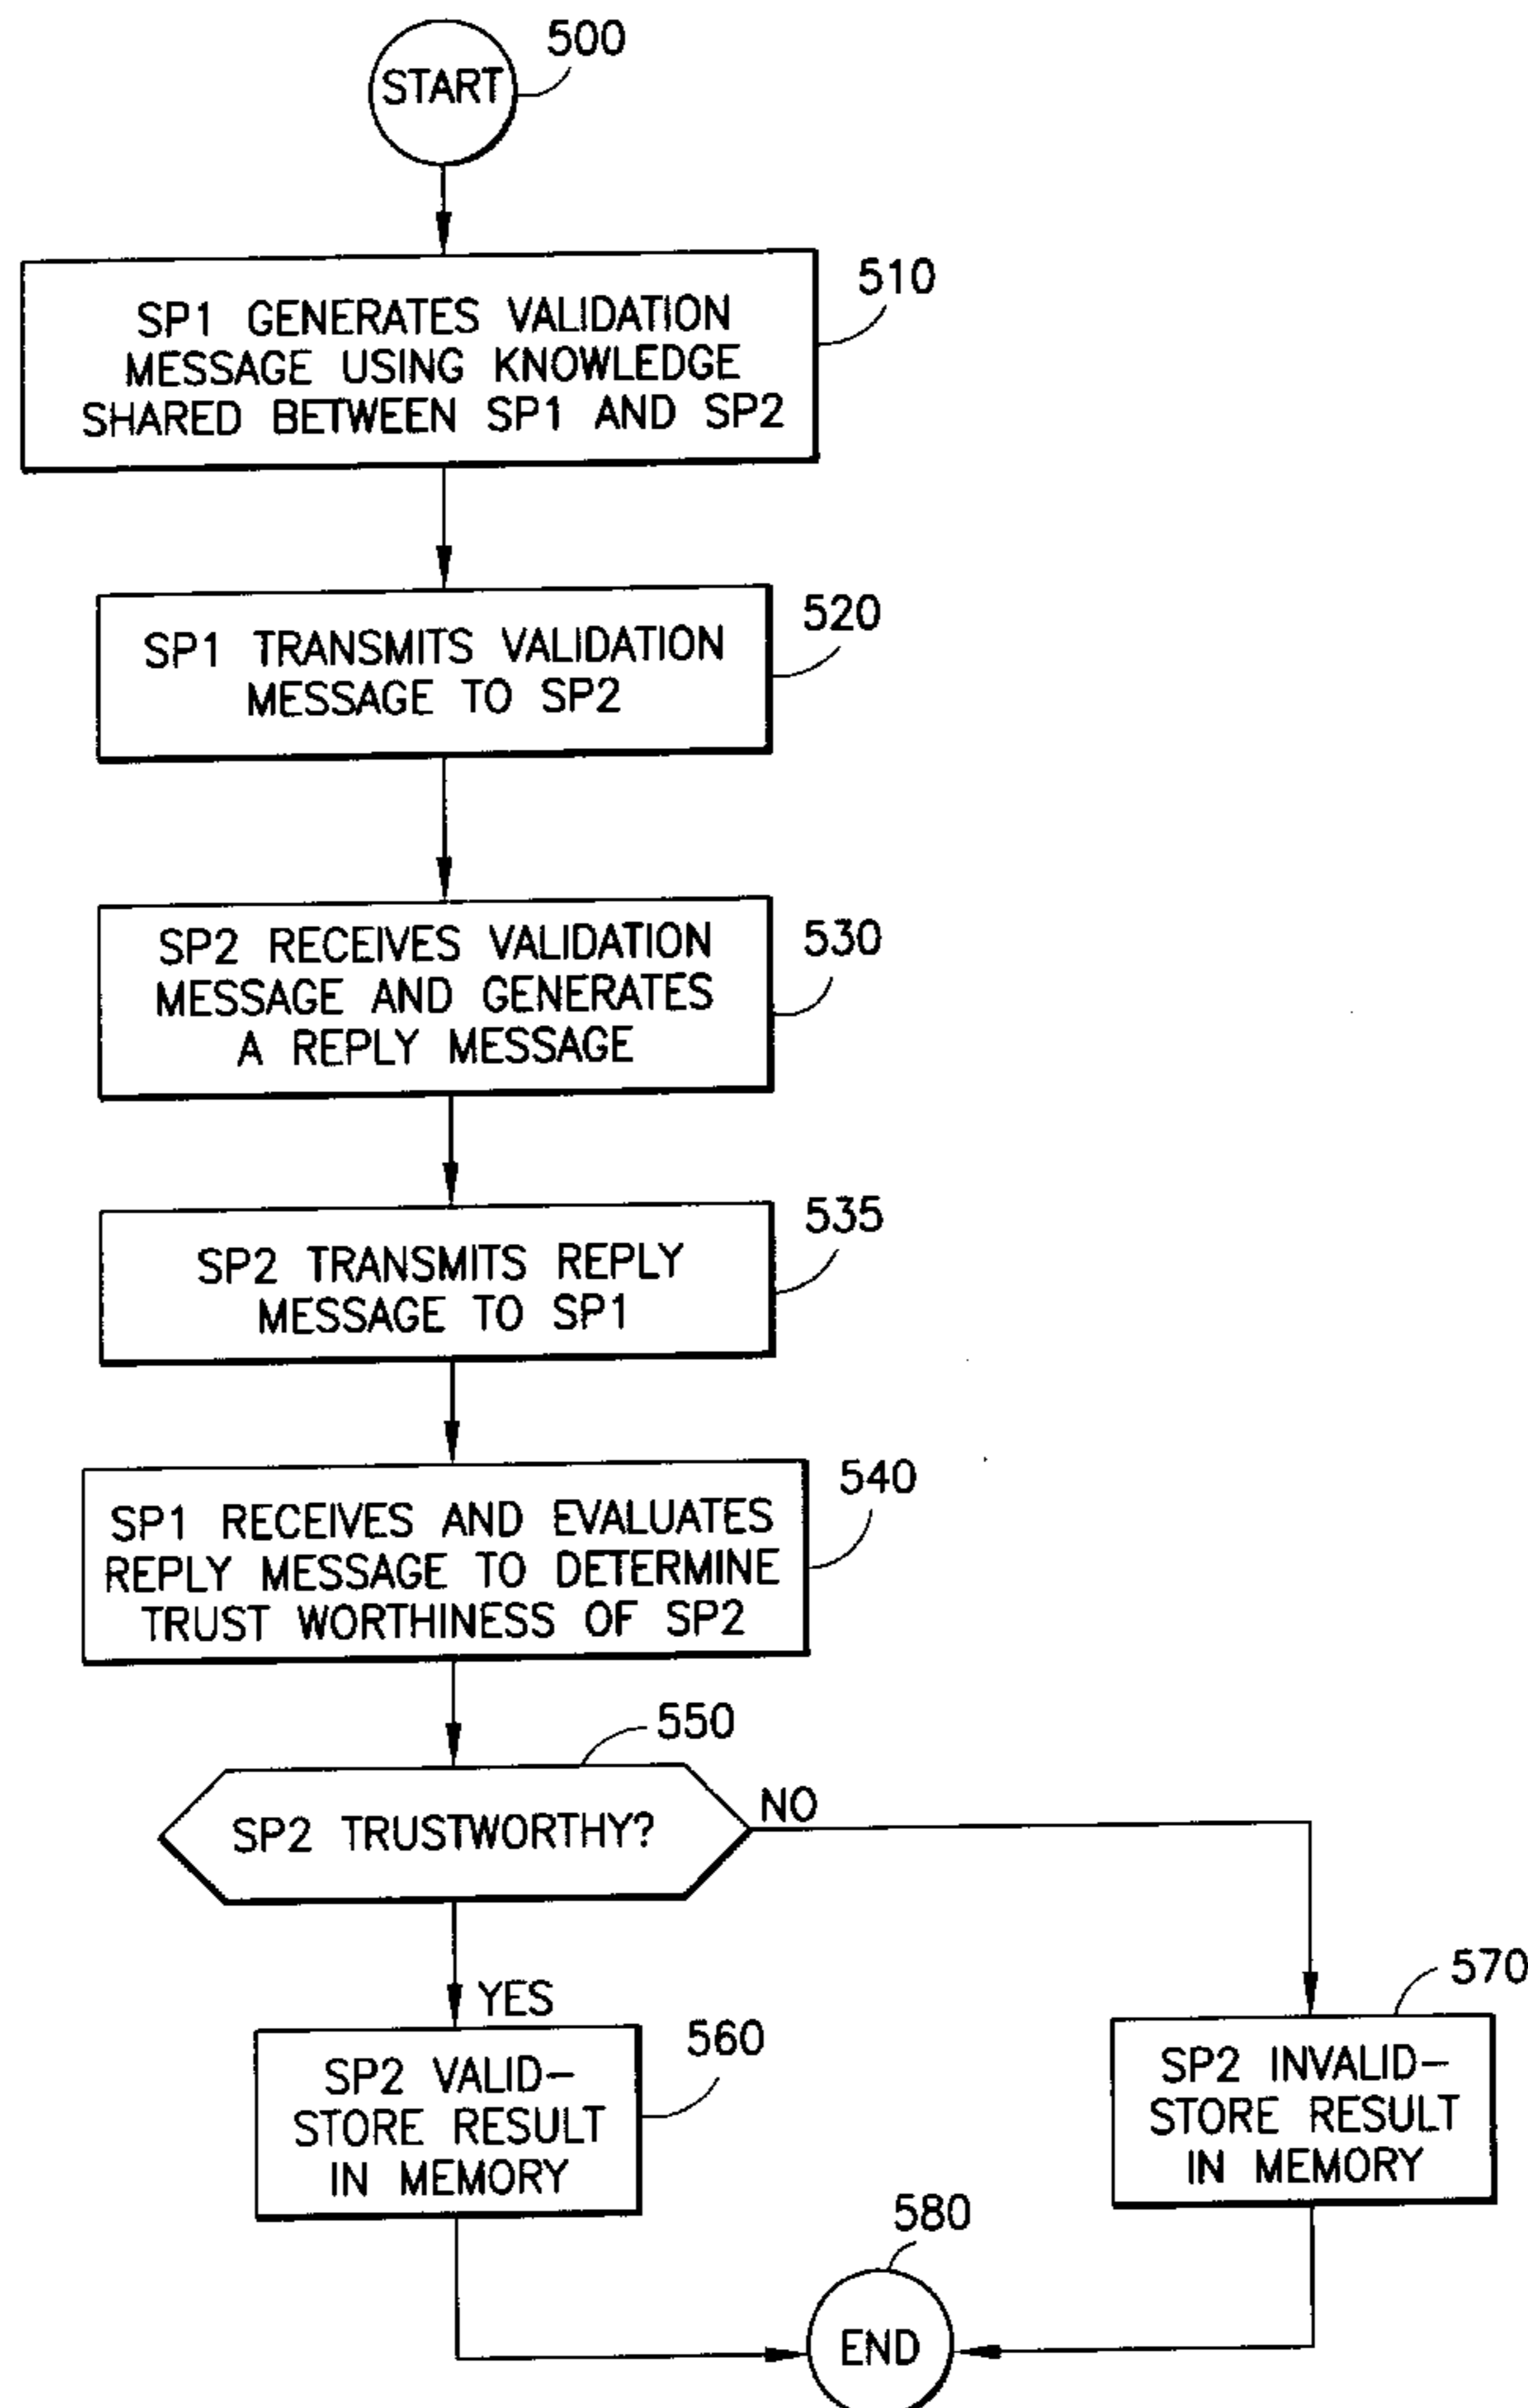 500
START
510
SP1 GENERATES VALIDATION
MESSAGE USING KNOWLEDGE
SHARED BETWEEN SP1 AND SP2
520
SP1 TRANSMITS VALIDATION
MESSAGE TO SP2
530
SP2 RECEIVES VALIDATION
MESSAGE AND GENERATES
A REPLY MESSAGE
535
SP2 TRANSMITS REPLY
MESSAGE TO SP1
540
SP1 RECEIVES AND EVALUATES
REPLY MESSAGE TO DETERMINE
TRUST WORTHINESS OF SP2
550
SP2 TRUSTWORTHY?
NO
YES
560
SP2 VALID-
STORE RESULT
IN MEMORY
570
SP2 INVALID-
STORE RESULT
IN MEMORY
580
END